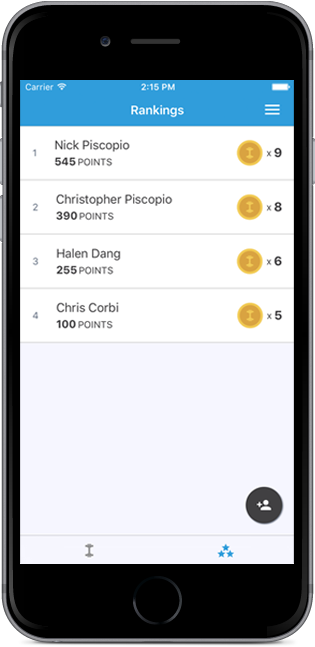 Carrier 2:15 PM
Rankings
1 Nick Piscopio x 9
545 POINTS
2 Christopher Piscopio x 8
390 POINTS
3 Halen Dang x 6
255 POINTS
4 Chris Corbi x 5
100 POINTS